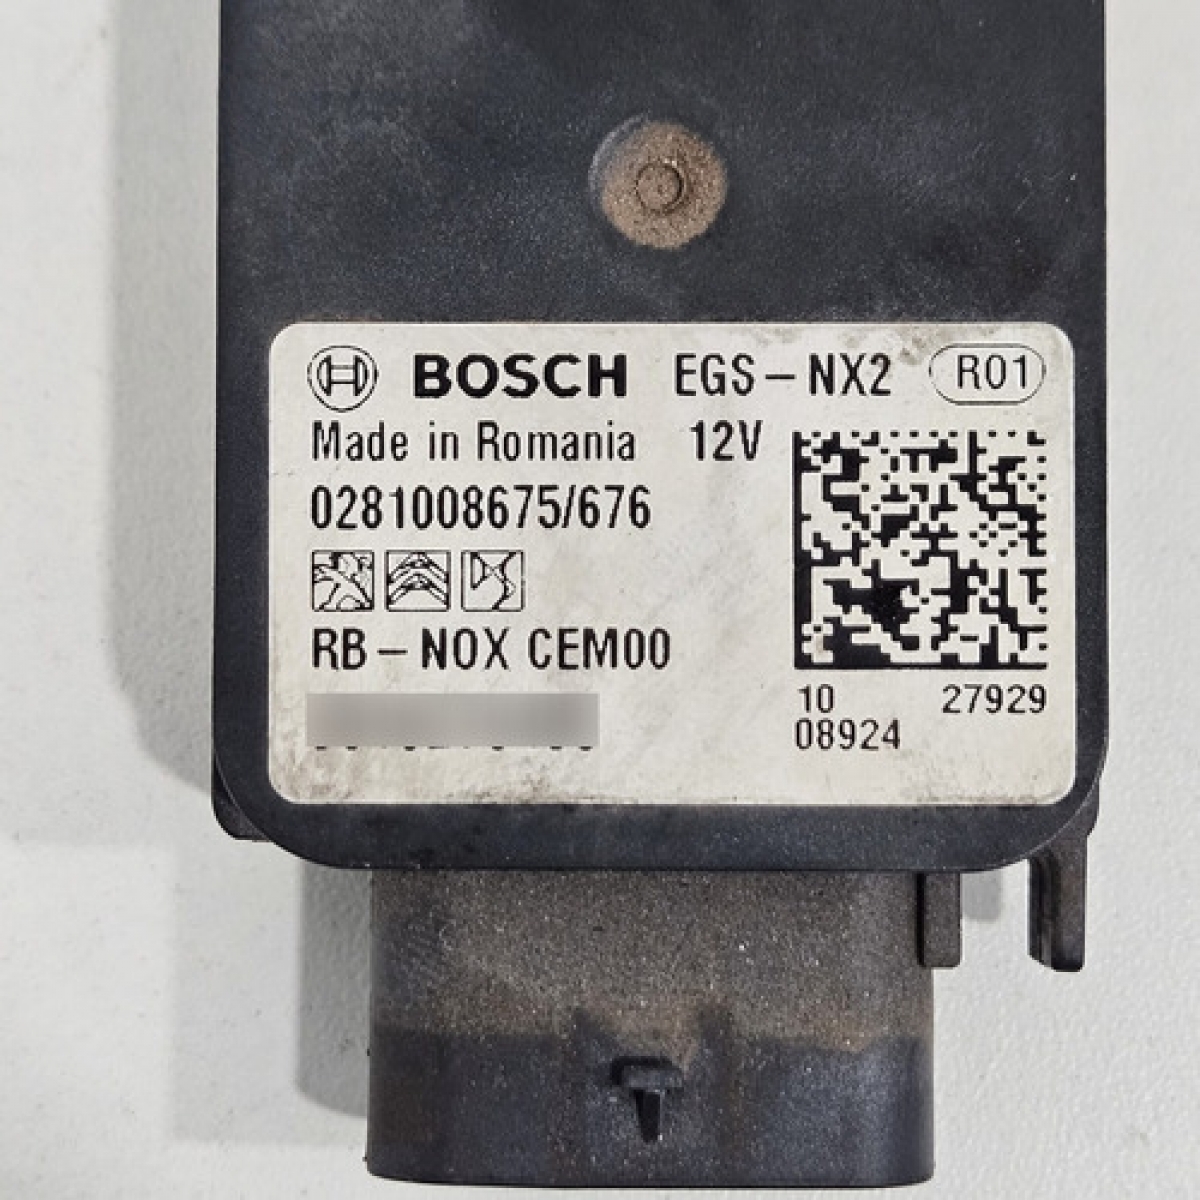 BOSCH EGS-NX2 R01
Made in Romania 12V
0281008675/676
RB-NOX CEM00
10 27929
08924